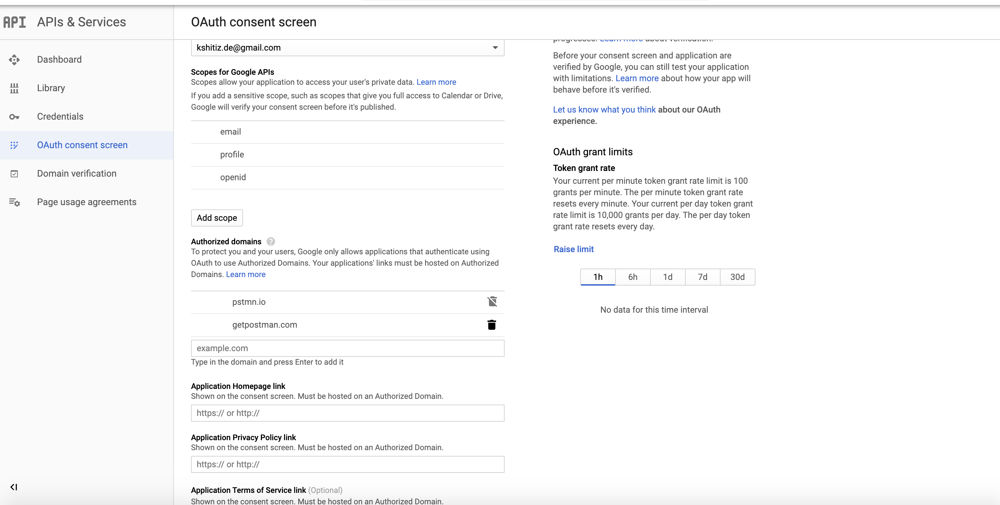 API APIs & Services
Dashboard
Library
Credentials
OAuth consent screen
Domain verification
Page usage agreements
OAuth consent screen
kshitiz.de@gmail.com
Scopes for Google APIs
Scopes allow your application to access your user's private data. Learn more
If you add a sensitive scope, such as scopes that give you full access to Calendar or Drive,
Google will verify your consent screen before it's published.
email
profile
openid
Add scope
Authorized domains ?
To protect you and your users, Google only allows applications that authenticate using
OAuth to use Authorized Domains. Your applications' links must be hosted on Authorized
Domains. Learn more
pstmn.io
getpostman.com
example.com
Type in the domain and press Enter to add it
Application Homepage link
Shown on the consent screen. Must be hosted on an Authorized Domain.
https:// or http://
Application Privacy Policy link
Shown on the consent screen. Must be hosted on an Authorized Domain.
https:// or http://
Application Terms of Service link (Optional)
Shown on the consent screen. Must be hosted on an Authorized Domain.
progresses. Learn more about verification.
Before your consent screen and application are
verified by Google, you can still test your application
with limitations. Learn more about how your app will
behave before it's verified.
Let us know what you think about our OAuth
experience.
OAuth grant limits
Token grant rate
Your current per minute token grant rate limit is 100
grants per minute. The per minute token grant rate
resets every minute. Your current per day token grant
rate limit is 10,000 grants per day. The per day token
grant rate resets every day.
Raise limit
1h 6h 1d 7d 30d
No data for this time interval